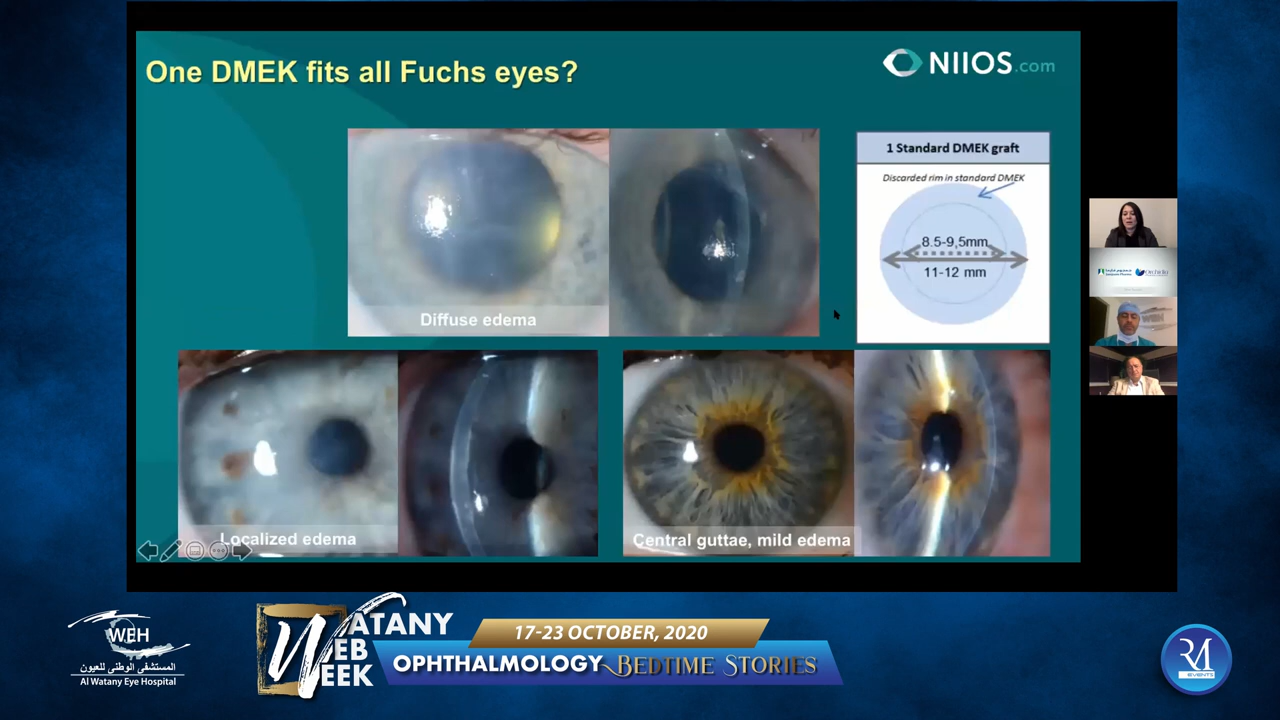 One DMEK fits all Fuchs eyes?
NIIOS.com
1 Standard DMEK graft
Discarded rim in standard DMEK
8.5-9,5mm
11-12 mm
Diffuse edema
Localized edema
Central guttae, mild edema
WEH
المستشفى الوطني للعيون
Al Watany Eye Hospital
WATANY
WEB
WEEK
17-23 OCTOBER, 2020
OPHTHALMOLOGY BEDTIME STORIES
RM
EVENTS